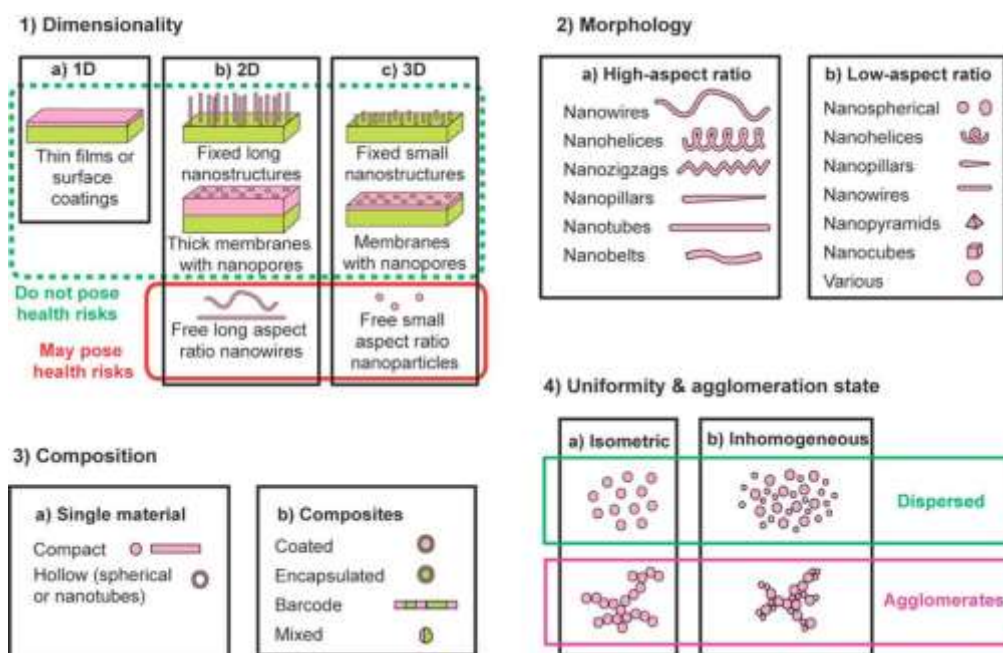 1) Dimensionality
a) 1D
Thin films or
surface
coatings
b) 2D
Fixed long
nanostructures
Thick membranes
with nanopores
Free long aspect
ratio nanowires
c) 3D
Fixed small
nanostructures
Membranes
with nanopores
Free small
aspect ratio
nanoparticles
Do not pose
health risks
May pose
health risks
2) Morphology
a) High-aspect ratio
Nanowires
Nanohelices
Nanozigzags
Nanopillars
Nanotubes
Nanobelts
b) Low-aspect ratio
Nanospherical
Nanohelices
Nanopillars
Nanowires
Nanopyramids
Nanocubes
Various
3) Composition
a) Single material
Compact
Hollow (spherical
or nanotubes)
b) Composites
Coated
Encapsulated
Barcode
Mixed
4) Uniformity & agglomeration state
a) Isometric
b) Inhomogeneous
Dispersed
Agglomerates